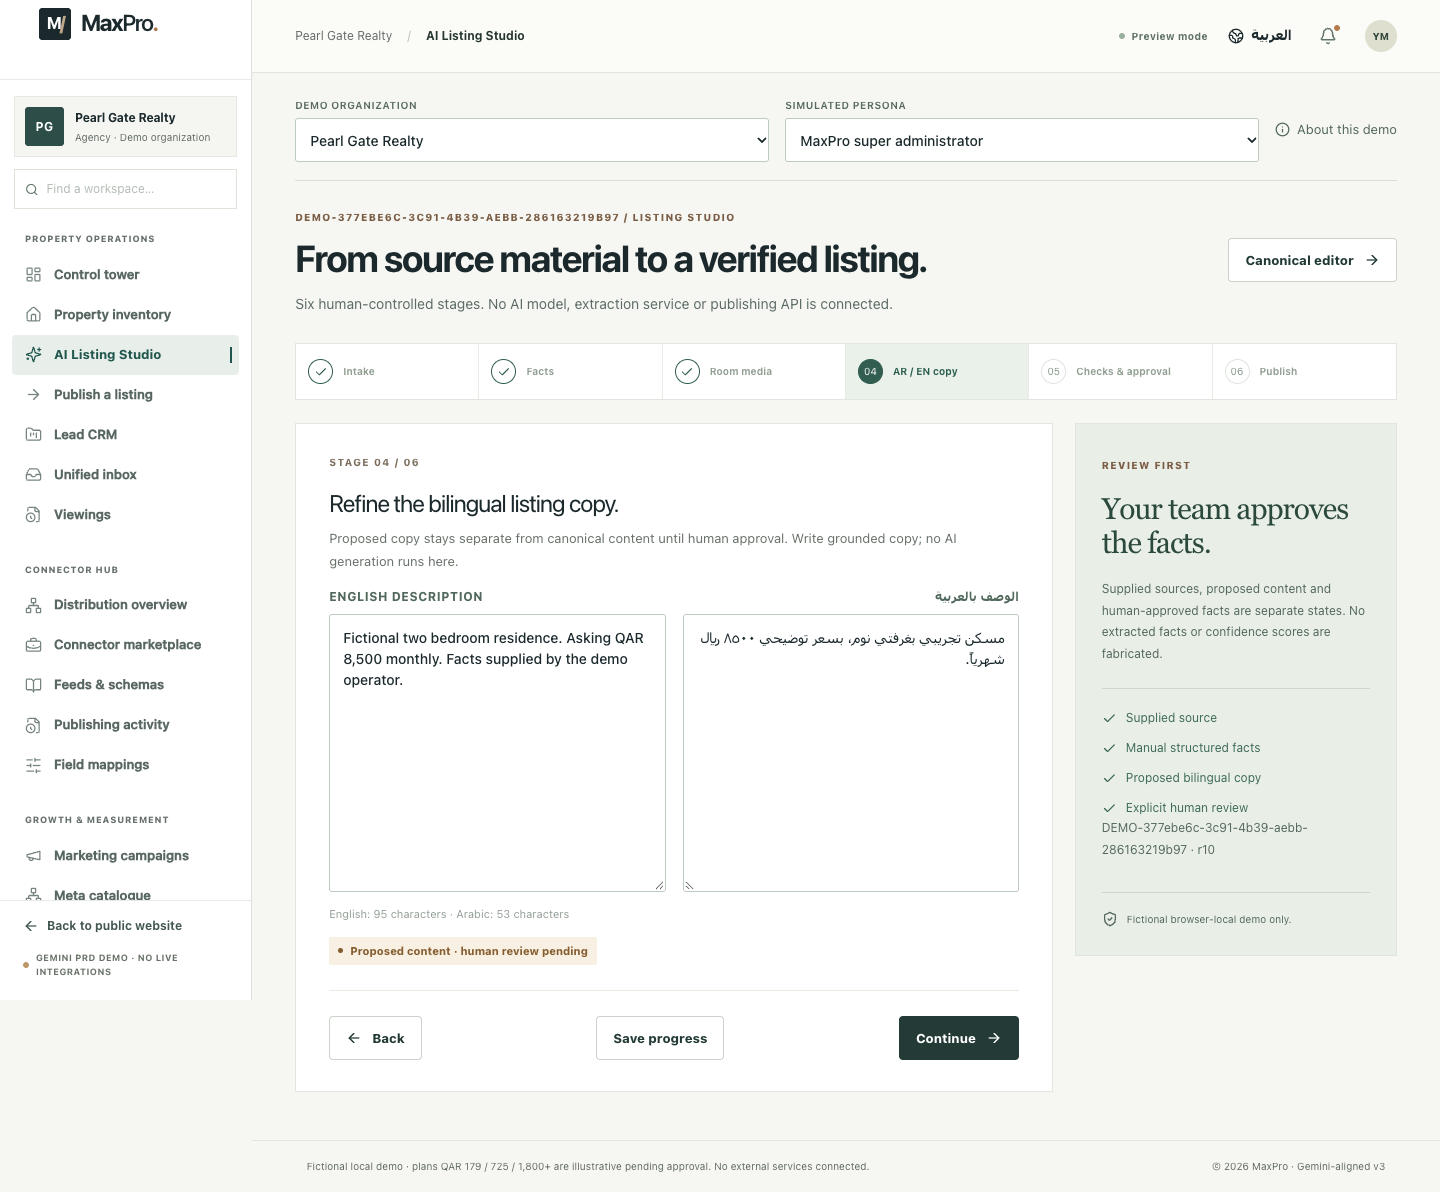 M/ MaxPro.
PG
Pearl Gate Realty
Agency · Demo organization
Find a workspace...
PROPERTY OPERATIONS
Control tower
Property inventory
AI Listing Studio
Publish a listing
Lead CRM
Unified inbox
Viewings
CONNECTOR HUB
Distribution overview
Connector marketplace
Feeds & schemas
Publishing activity
Field mappings
GROWTH & MEASUREMENT
Marketing campaigns
Meta catalogue
Back to public website
GEMINI PRD DEMO · NO LIVE
INTEGRATIONS
Pearl Gate Realty / AI Listing Studio
Preview mode
العربية
YM
DEMO ORGANIZATION
Pearl Gate Realty
SIMULATED PERSONA
MaxPro super administrator
About this demo
DEMO-377EBE6C-3C91-4B39-AEBB-286163219B97 / LISTING STUDIO
From source material to a verified listing.
Canonical editor
Six human-controlled stages. No AI model, extraction service or publishing API is connected.
Intake
Facts
Room media
04 AR / EN copy
05 Checks & approval
06 Publish
STAGE 04 / 06
Refine the bilingual listing copy.
Proposed copy stays separate from canonical content until human approval. Write grounded copy; no AI
generation runs here.
ENGLISH DESCRIPTION
Fictional two bedroom residence. Asking QAR
8,500 monthly. Facts supplied by the demo
operator.
الوصف بالعربية
مسكن تجريبي بغرفتي نوم، بسعر توضيحي ٨٥٠٠ ريال
شهرياً.
English: 95 characters · Arabic: 53 characters
Proposed content · human review pending
Back
Save progress
Continue
REVIEW FIRST
Your team approves
the facts.
Supplied sources, proposed content and
human-approved facts are separate states. No
extracted facts or confidence scores are
fabricated.
Supplied source
Manual structured facts
Proposed bilingual copy
Explicit human review
DEMO-377ebe6c-3c91-4b39-aebb-
286163219b97 · r10
Fictional browser-local demo only.
Fictional local demo · plans QAR 179 / 725 / 1,800+ are illustrative pending approval. No external services connected.
© 2026 MaxPro · Gemini-aligned v3